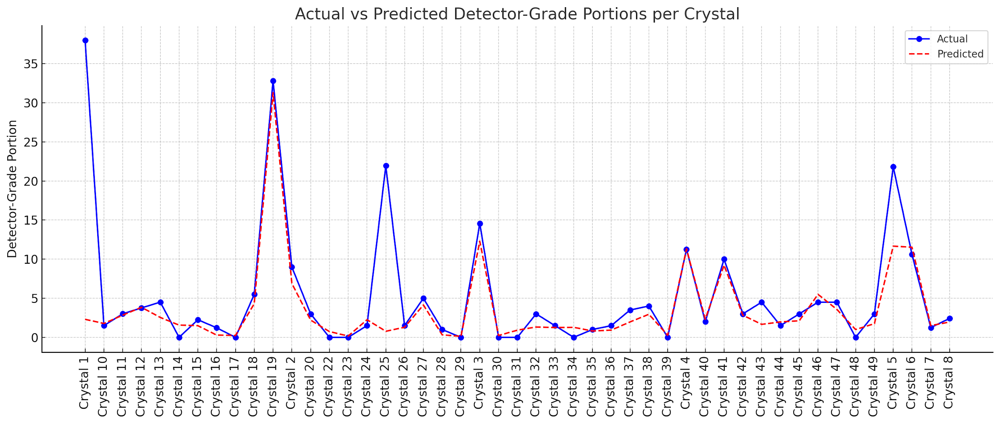 Actual vs Predicted Detector-Grade Portions per Crystal
Actual
Predicted
Detector-Grade Portion
35
30
25
20
15
10
5
0
Crystal 1
Crystal 10
Crystal 11
Crystal 12
Crystal 13
Crystal 14
Crystal 15
Crystal 16
Crystal 17
Crystal 18
Crystal 19
Crystal 2
Crystal 20
Crystal 22
Crystal 23
Crystal 24
Crystal 25
Crystal 26
Crystal 27
Crystal 28
Crystal 29
Crystal 3
Crystal 30
Crystal 31
Crystal 32
Crystal 33
Crystal 34
Crystal 35
Crystal 36
Crystal 37
Crystal 38
Crystal 39
Crystal 4
Crystal 40
Crystal 41
Crystal 42
Crystal 43
Crystal 44
Crystal 45
Crystal 46
Crystal 47
Crystal 48
Crystal 49
Crystal 5
Crystal 6
Crystal 7
Crystal 8